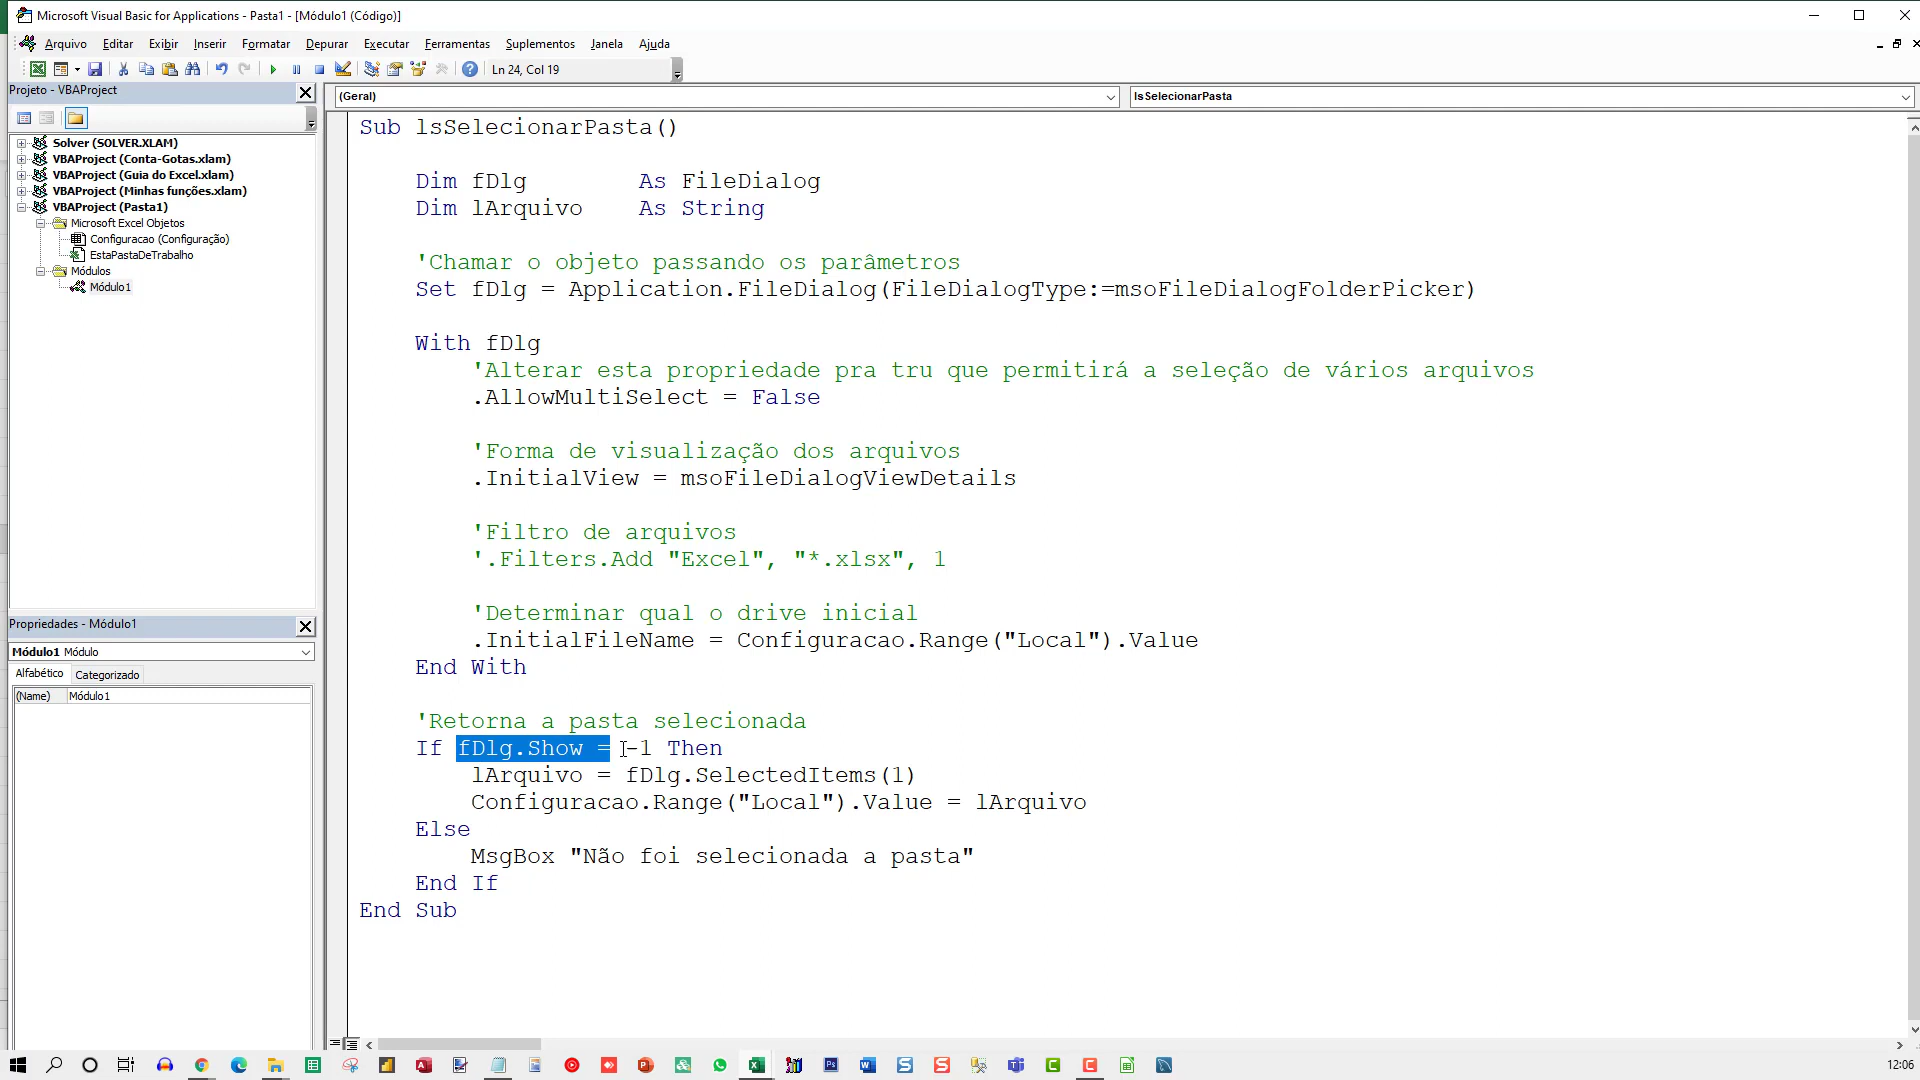 Microsoft Visual Basic for Applications - Pasta1 - [Módulo1 (Código)]
Arquivo Editar Exibir Inserir Formatar Depurar Executar Ferramentas Suplementos Janela Ajuda
Ln 24, Col 19
Projeto - VBAProject
Solver (SOLVER.XLAM)
VBAProject (Conta-Gotas.xlam)
VBAProject (Guia do Excel.xlam)
VBAProject (Minhas funções.xlam)
VBAProject (Pasta1)
Microsoft Excel Objetos
Configuracao (Configuração)
EstaPastaDeTrabalho
Módulos
Módulo1
Propriedades - Módulo1
Módulo1 Módulo
Alfabético Categorizado
(Name) Módulo1
(Geral) lsSelecionarPasta
Sub lsSelecionarPasta()
Dim fDlg As FileDialog
Dim lArquivo As String
'Chamar o objeto passando os parâmetros
Set fDlg = Application.FileDialog(FileDialogType:=msoFileDialogFolderPicker)
With fDlg
'Alterar esta propriedade pra tru que permitirá a seleção de vários arquivos
.AllowMultiSelect = False
'Forma de visualização dos arquivos
.InitialView = msoFileDialogViewDetails
'Filtro de arquivos
'.Filters.Add "Excel", "*.xlsx", 1
'Determinar qual o drive inicial
.InitialFileName = Configuracao.Range("Local").Value
End With
'Retorna a pasta selecionada
If fDlg.Show = -1 Then
lArquivo = fDlg.SelectedItems(1)
Configuracao.Range("Local").Value = lArquivo
Else
MsgBox "Não foi selecionada a pasta"
End If
End Sub
12:06